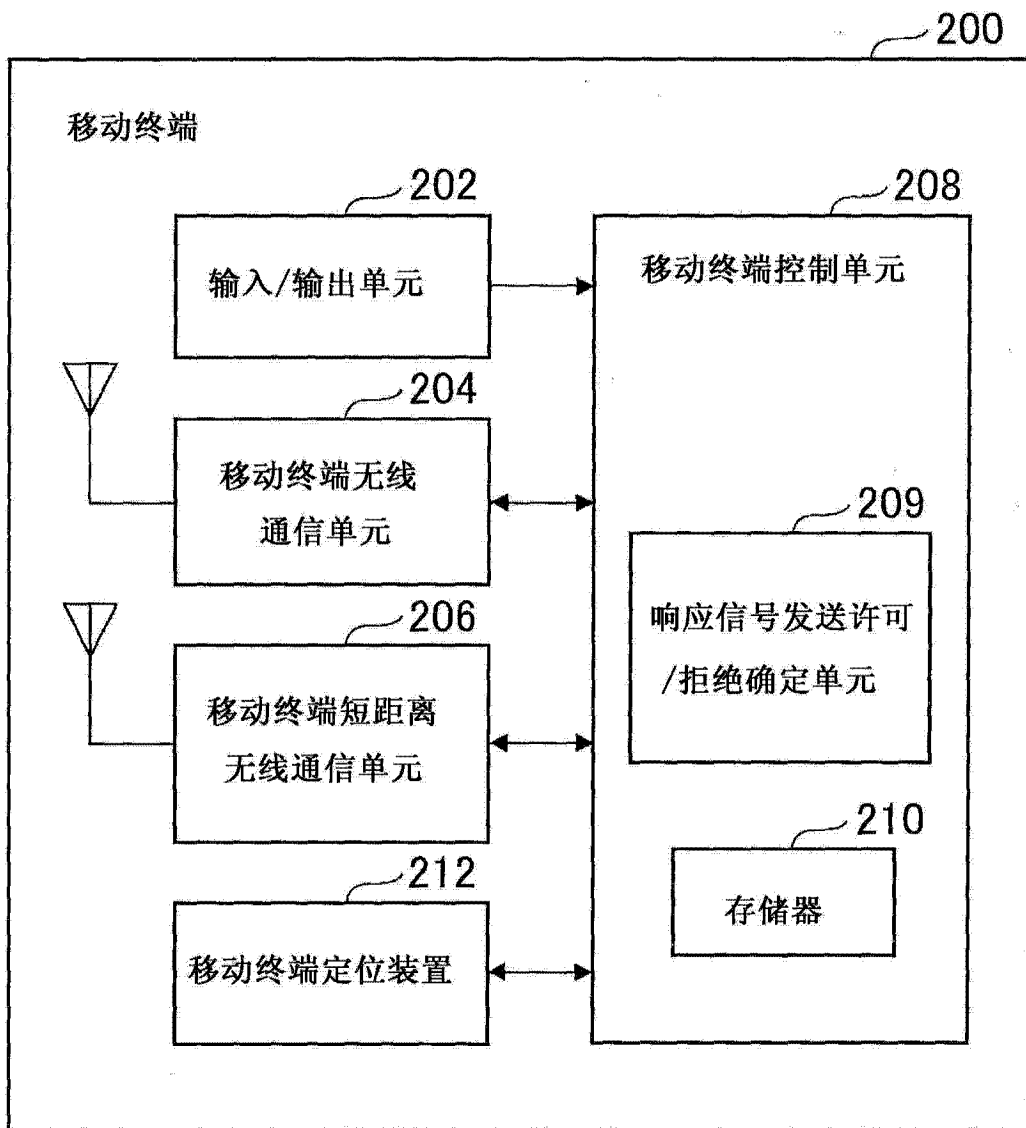 200
移动终端
202
输入/输出单元
208
移动终端控制单元
204
移动终端无线
通信单元
209
响应信号发送许可
/拒绝确定单元
206
移动终端短距离
无线通信单元
210
存储器
212
移动终端定位装置